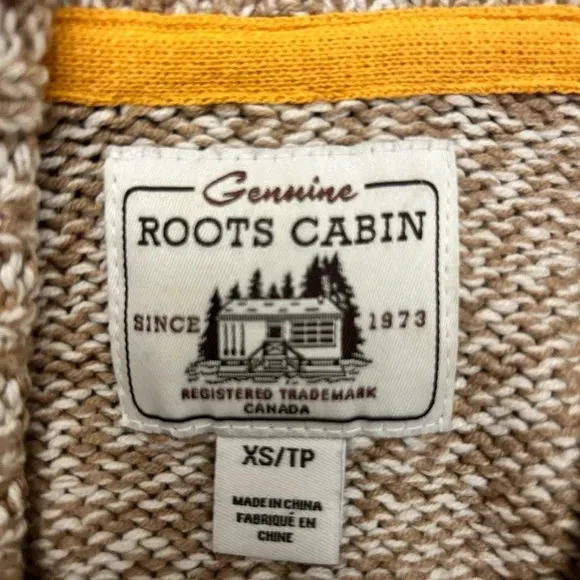 Genuine
ROOTS CABIN
SINCE 1973
REGISTERED TRADEMARK
CANADA
XS/TP
MADE IN CHINA
FABRIQUÉ EN
CHINE